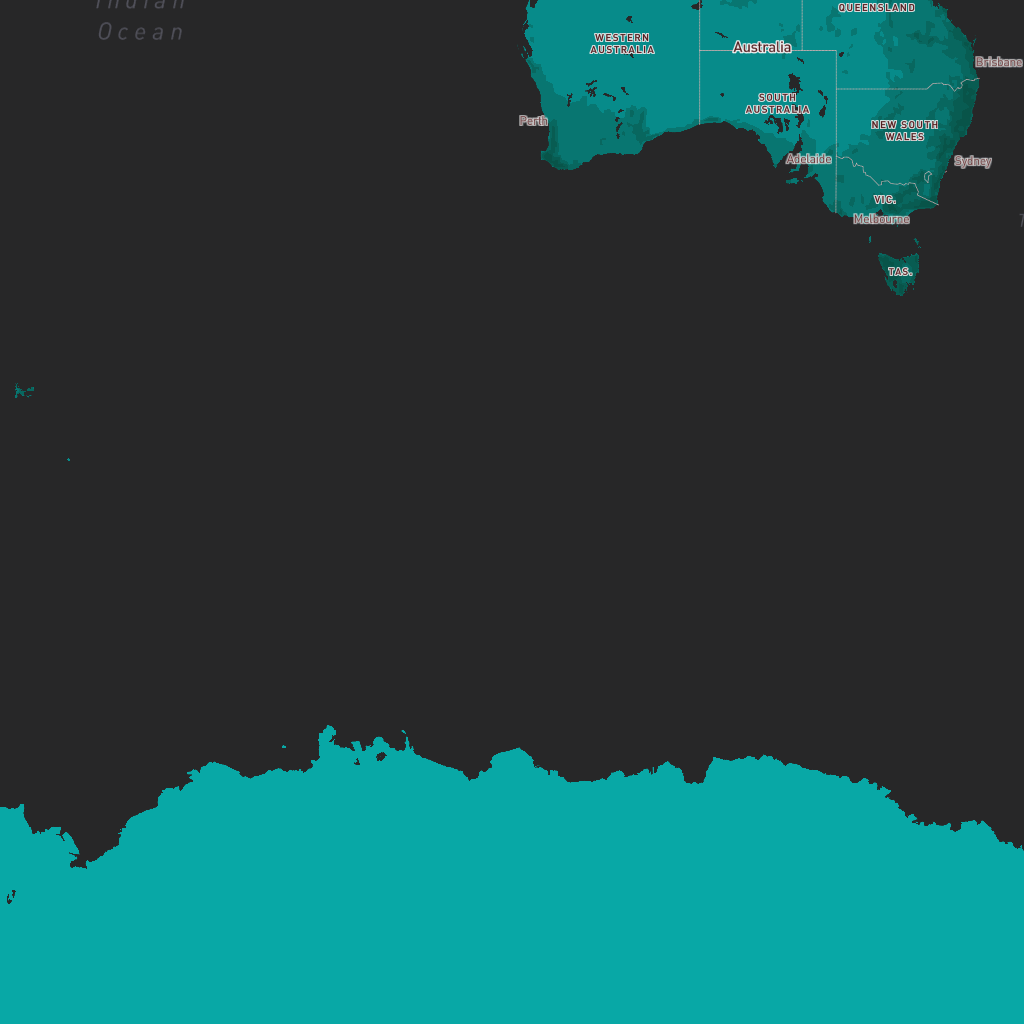 Indian
Ocean
QUEENSLAND
WESTERN
AUSTRALIA
Australia
Brisbane
SOUTH
AUSTRALIA
Perth
NEW SOUTH
WALES
Adelaide
Sydney
VIC.
Melbourne
TAS.